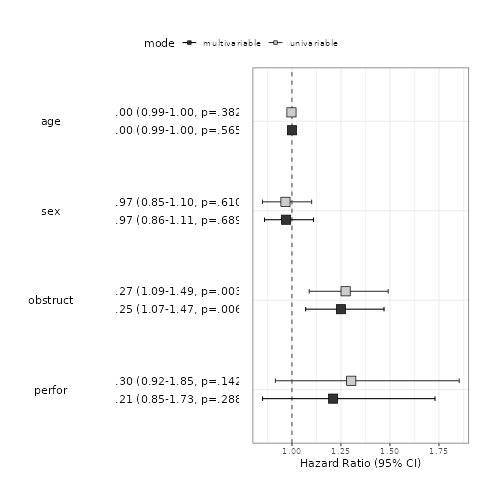 mode multivariable univariable
age
.00 (0.99-1.00, p=.382
.00 (0.99-1.00, p=.565
sex
.97 (0.85-1.10, p=.610
.97 (0.86-1.11, p=.689
obstruct
.27 (1.09-1.49, p=.003
.25 (1.07-1.47, p=.006
perfor
.30 (0.92-1.85, p=.142
.21 (0.85-1.73, p=.288
1.00 1.25 1.50 1.75
Hazard Ratio (95% CI)